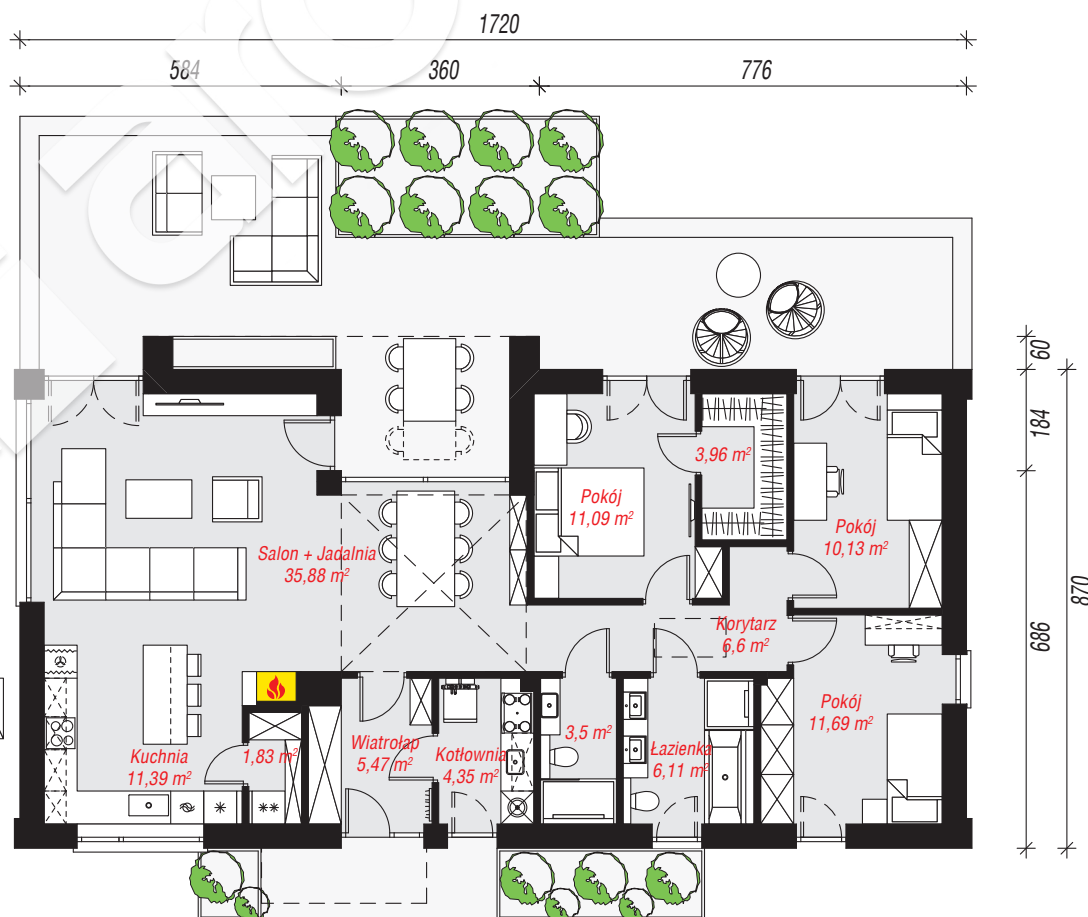 1720
584 360 776
60
184
3,96 m²
Pokój
11,09 m²
Pokój
10,13 m²
Salon + Jadalnia
35,88 m²
870
686
Korytarz
6,6 m²
Pokój
11,69 m²
Kuchnia
11,39 m²
1,83 m²
Wiatrołap
5,47 m²
Kotłownia
4,35 m²
3,5 m²
Łazienka
6,11 m²